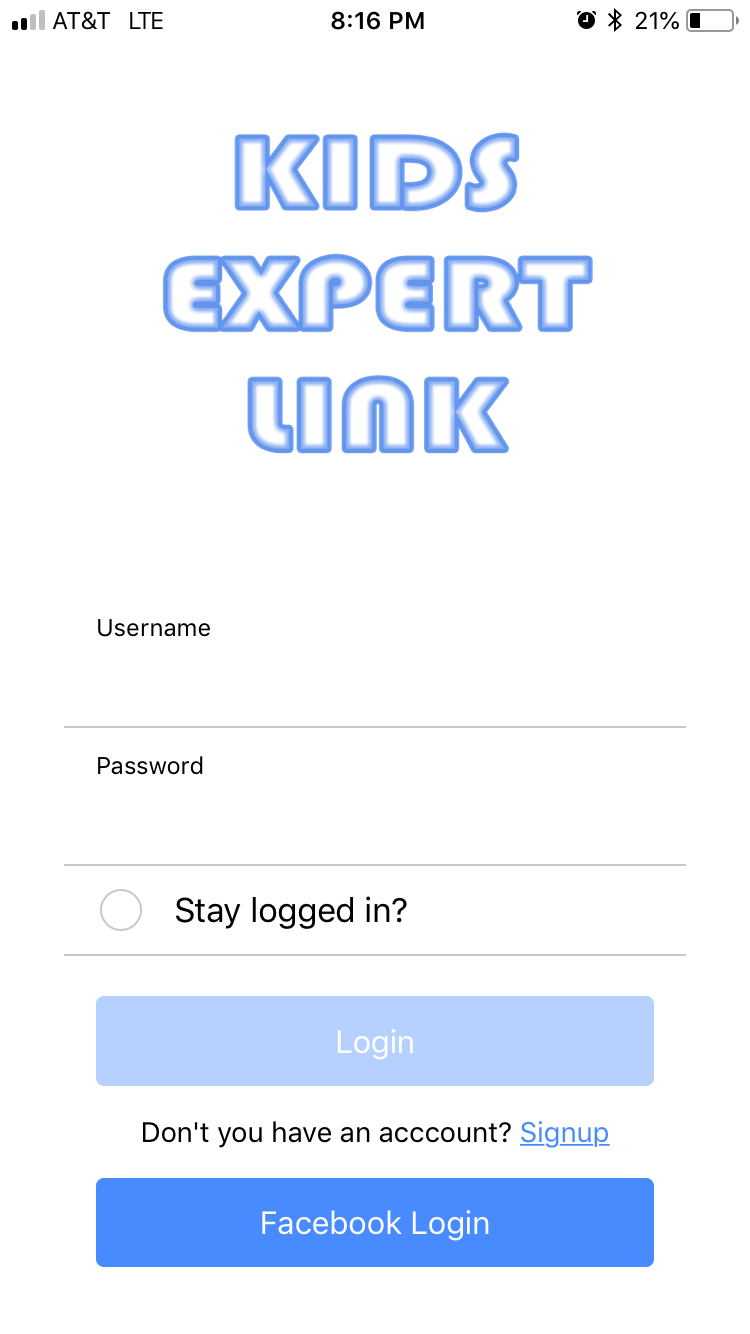 AT&T LTE 8:16 PM 21%
KIDS
EXPERT
LINK
Username
Password
Stay logged in?
Login
Don't you have an acccount? Signup
Facebook Login